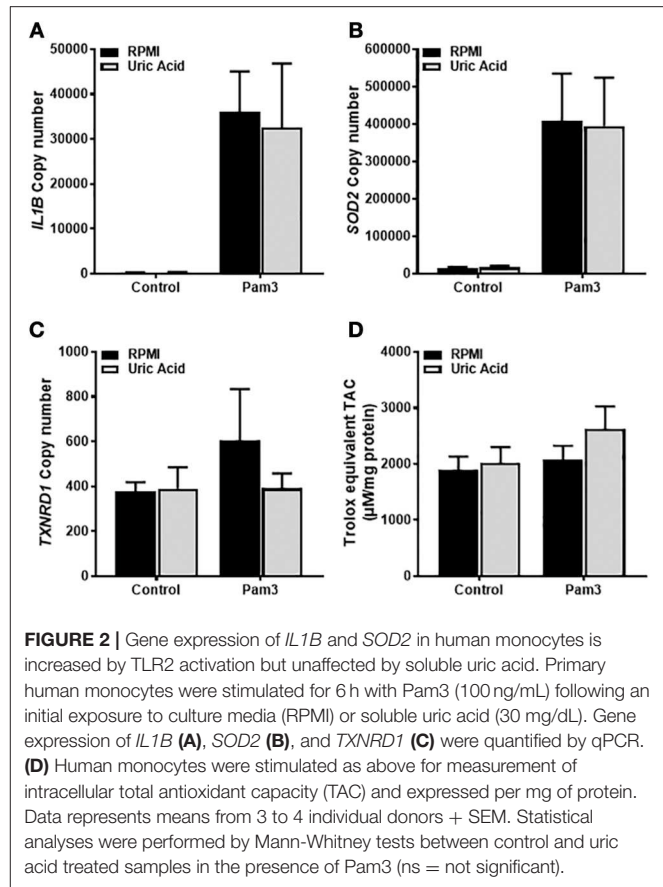 A
RPMI
Uric Acid
IL1B Copy number
50000
40000
30000
20000
10000
0
Control
Pam3
B
RPMI
Uric Acid
SOD2 Copy number
600000
500000
400000
300000
200000
100000
0
Control
Pam3
C
RPMI
Uric Acid
TXNRD1 Copy number
1000
800
600
400
200
0
Control
Pam3
D
RPMI
Uric Acid
Trolox equivalent TAC
(µM/mg protein)
4000
3000
2000
1000
0
Control
Pam3
FIGURE 2 | Gene expression of IL1B and SOD2 in human monocytes is
increased by TLR2 activation but unaffected by soluble uric acid. Primary
human monocytes were stimulated for 6 h with Pam3 (100 ng/mL) following an
initial exposure to culture media (RPMI) or soluble uric acid (30 mg/dL). Gene
expression of IL1B (A), SOD2 (B), and TXNRD1 (C) were quantified by qPCR.
(D) Human monocytes were stimulated as above for measurement of
intracellular total antioxidant capacity (TAC) and expressed per mg of protein.
Data represents means from 3 to 4 individual donors + SEM. Statistical
analyses were performed by Mann-Whitney tests between control and uric
acid treated samples in the presence of Pam3 (ns = not significant).